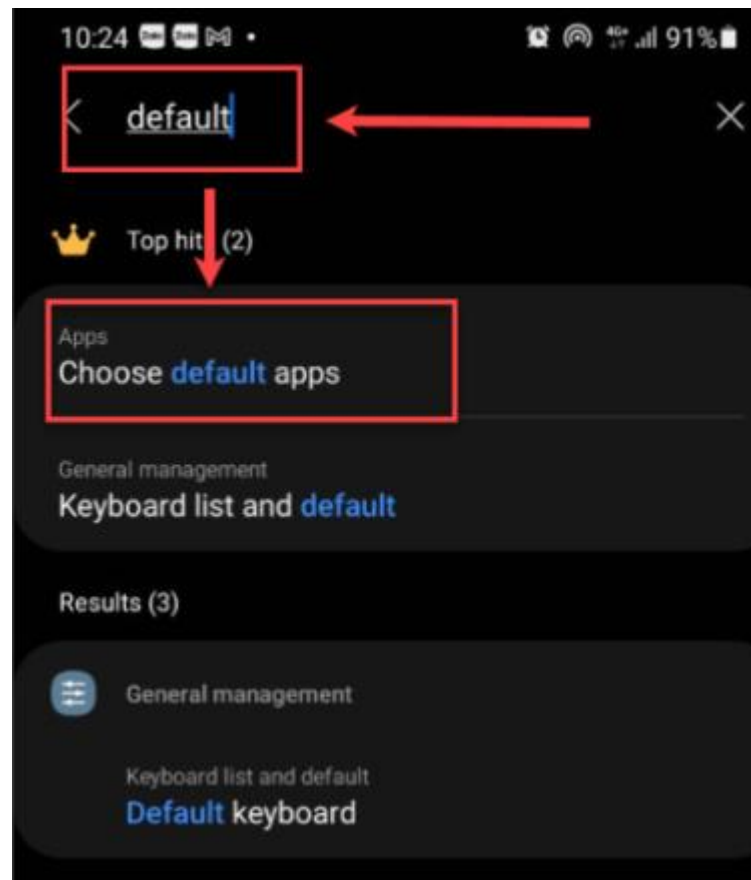 10:24 91%
default
Top hit (2)
Apps
Choose default apps
General management
Keyboard list and default
Results (3)
General management
Keyboard list and default
Default keyboard